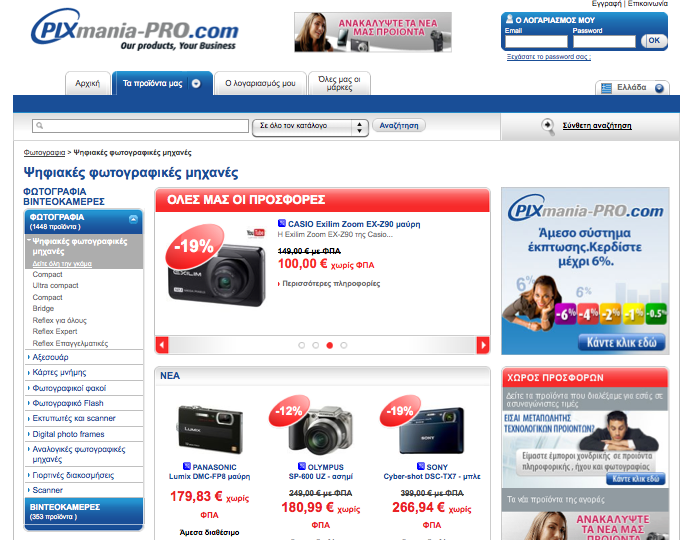 Εγγραφή | Επικοινωνία
PIXmania-PRO.com
Our products, Your Business
ΑΝΑΚΑΛΥΨΤΕ ΤΑ ΝΕΑ
ΜΑΣ ΠΡΟΙΟΝΤΑ
Ο ΛΟΓΑΡΙΑΣΜΟΣ ΜΟΥ
Email Password
OK
Ξεχάσατε το password σας ;
Αρχική
Τα προϊόντα μας
Ο λογαριασμός μου
Όλες μας οι
μάρκες
Ελλάδα
Σε όλο τον κατάλογο
Αναζήτηση
Σύνθετη αναζήτηση
Φωτογραφια > Ψηφιακές φωτογραφικές μηχανές
Ψηφιακές φωτογραφικές μηχανές
ΦΩΤΟΓΡΑΦΙΑ
ΒΙΝΤΕΟΚΑΜΕΡΕΣ
ΦΩΤΟΓΡΑΦΙΑ
(1448 προϊόντα )
Ψηφιακές φωτογραφικές
μηχανές
Δείτε όλη την γκάμα
Compact
Ultra compact
Compact
Bridge
Reflex για όλους
Reflex Expert
Reflex Επαγγελματικές
Αξεσουάρ
Κάρτες μνήμης
Φωτογραφικοί φακοί
Φωτογραφικό Flash
Εκτυπωτές και scanner
Digital photo frames
Αναλογικές φωτογραφικές
μηχανές
Γιορτινές διακοσμήσεις
Scanner
ΒΙΝΤΕΟΚΑΜΕΡΕΣ
(353 προϊόντα )
ΟΛΕΣ ΜΑΣ ΟΙ ΠΡΟΣΦΟΡΕΣ
-19%
You Tube
EXILIM
CASIO Exilim Zoom EX-Z90 μαύρη
Η Exilim Zoom EX-Z90 της Casio...
149,00 € με ΦΠΑ
100,00 € χωρίς ΦΠΑ
Περισσότερες πληροφορίες
ΝΕΑ
LUMIX
PANASONIC
Lumix DMC-FP8 μαύρη
179,83 € χωρίς
ΦΠΑ
Άμεσα διαθέσιμο
-12%
OLYMPUS
SP-600 UZ - ασημί
249,00 € με ΦΠΑ
180,99 € χωρίς
ΦΠΑ
-19%
SONY
SONY
Cyber-shot DSC-TX7 - μπλε
399,00 € με ΦΠΑ
266,94 € χωρίς
ΦΠΑ
PIXmania-PRO.com
Άμεσο σύστημα
έκπτωσης.Κερδίστε
μέχρι 6%.
6%
-6% -4% -2% -1% -0.5%
Κάντε κλικ εδώ
ΧΩΡΟΣ ΠΡΟΣΦΟΡΩΝ
Δείτε τα προϊόντα που διαλέξαμε για εσάς σε
ασυναγώνιστες τιμές
ΕΙΣΑΙ ΜΕΤΑΠΩΛΗΤΗΣ
ΤΕΧΝΟΛΟΓΙΚΩΝ ΠΡΟΙΟΝΤΩΝ?
Είμαστε έμποροι χονδρικής σε προϊόντα
πληροφορικής , ήχου και φωτογραφίας
Κάντε κλικ εδώ
Τα νέα προϊόντα της αγοράς
ΑΝΑΚΑΛΥΨΤΕ
ΤΑ ΝΕΑ ΜΑΣ